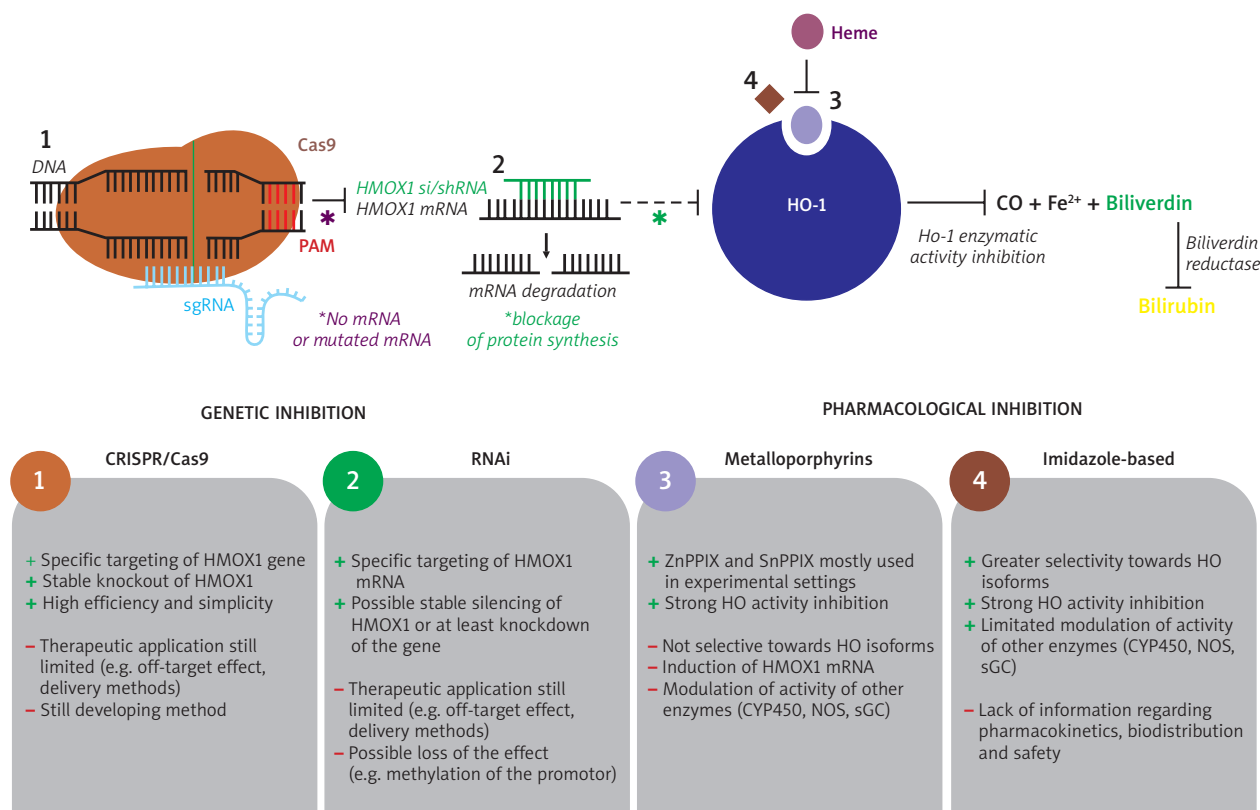 Heme
4
3
1
DNA
Cas9
2
HMOX1 si/shRNA
HMOX1 mRNA
*
PAM
*
HO-1
CO + Fe²⁺ + Biliverdin
Ho-1 enzymatic
activity inhibition
Biliverdin
reductase
mRNA degradation
sgRNA
Bilirubin
*No mRNA
or mutated mRNA
*blockage
of protein synthesis
GENETIC INHIBITION
PHARMACOLOGICAL INHIBITION
1
CRISPR/Cas9
+ Specific targeting of HMOX1 gene
+ Stable knockout of HMOX1
+ High efficiency and simplicity
– Therapeutic application still
limited (e.g. off-target effect,
delivery methods)
– Still developing method
2
RNAi
+ Specific targeting of HMOX1
mRNA
+ Possible stable silencing of
HMOX1 or at least knockdown
of the gene
– Therapeutic application still
limited (e.g. off-target effect,
delivery methods)
– Possible loss of the effect
(e.g. methylation of the promotor)
3
Metalloporphyrins
+ ZnPPIX and SnPPIX mostly used
in experimental settings
+ Strong HO activity inhibition
– Not selective towards HO isoforms
– Induction of HMOX1 mRNA
– Modulation of activity of other
enzymes (CYP450, NOS, sGC)
4
Imidazole-based
+ Greater selectivity towards HO
isoforms
+ Strong HO activity inhibition
+ Limitated modulation of activity
of other enzymes (CYP450, NOS,
sGC)
– Lack of information regarding
pharmacokinetics, biodistribution
and safety